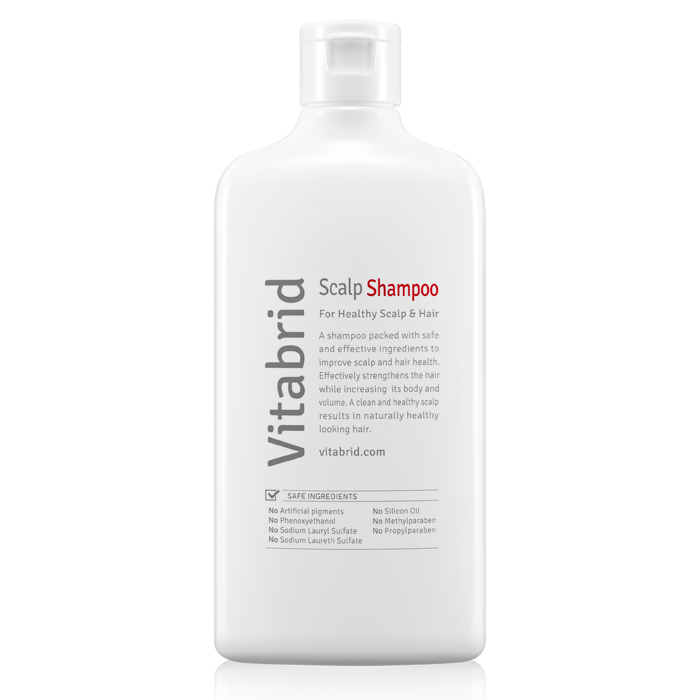 Vitabrid
Scalp Shampoo
For Healthy Scalp & Hair
A shampoo packed with safe
and effective ingredients to
improve scalp and hair health.
Effectively strengthens the hair
while increasing its body and
volume. A clean and healthy scalp
results in naturally healthy
looking hair.
vitabrid.com
SAFE INGREDIENTS
No Artificial pigments
No Phenoxyethanol
No Sodium Lauryl Sulfate
No Sodium Laureth Sulfate
No Silicon Oil
No Methylparaben
No Propylparaben